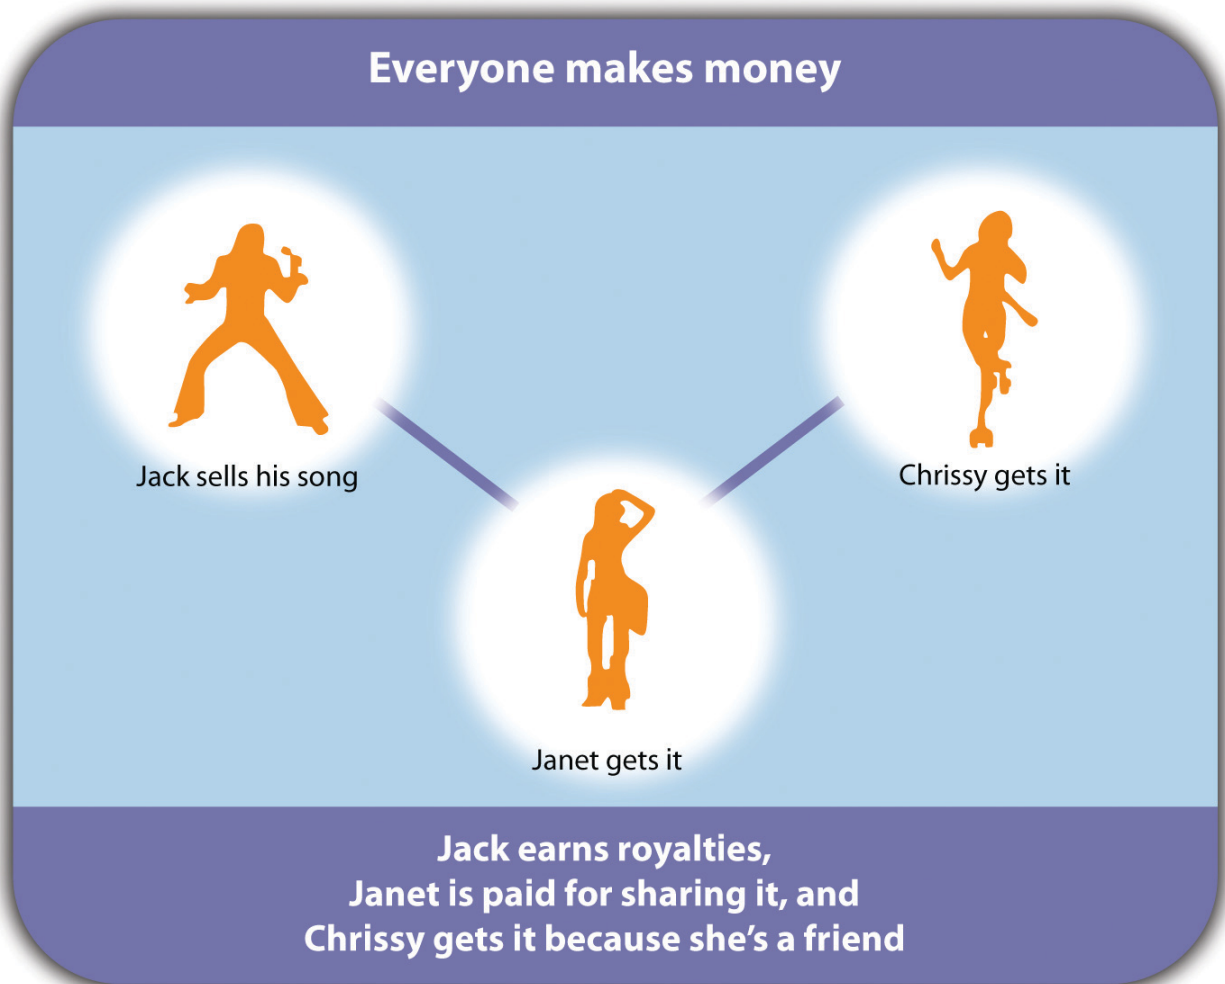 Everyone makes money
Jack sells his song
Chrissy gets it
Janet gets it
Jack earns royalties,
Janet is paid for sharing it, and
Chrissy gets it because she’s a friend